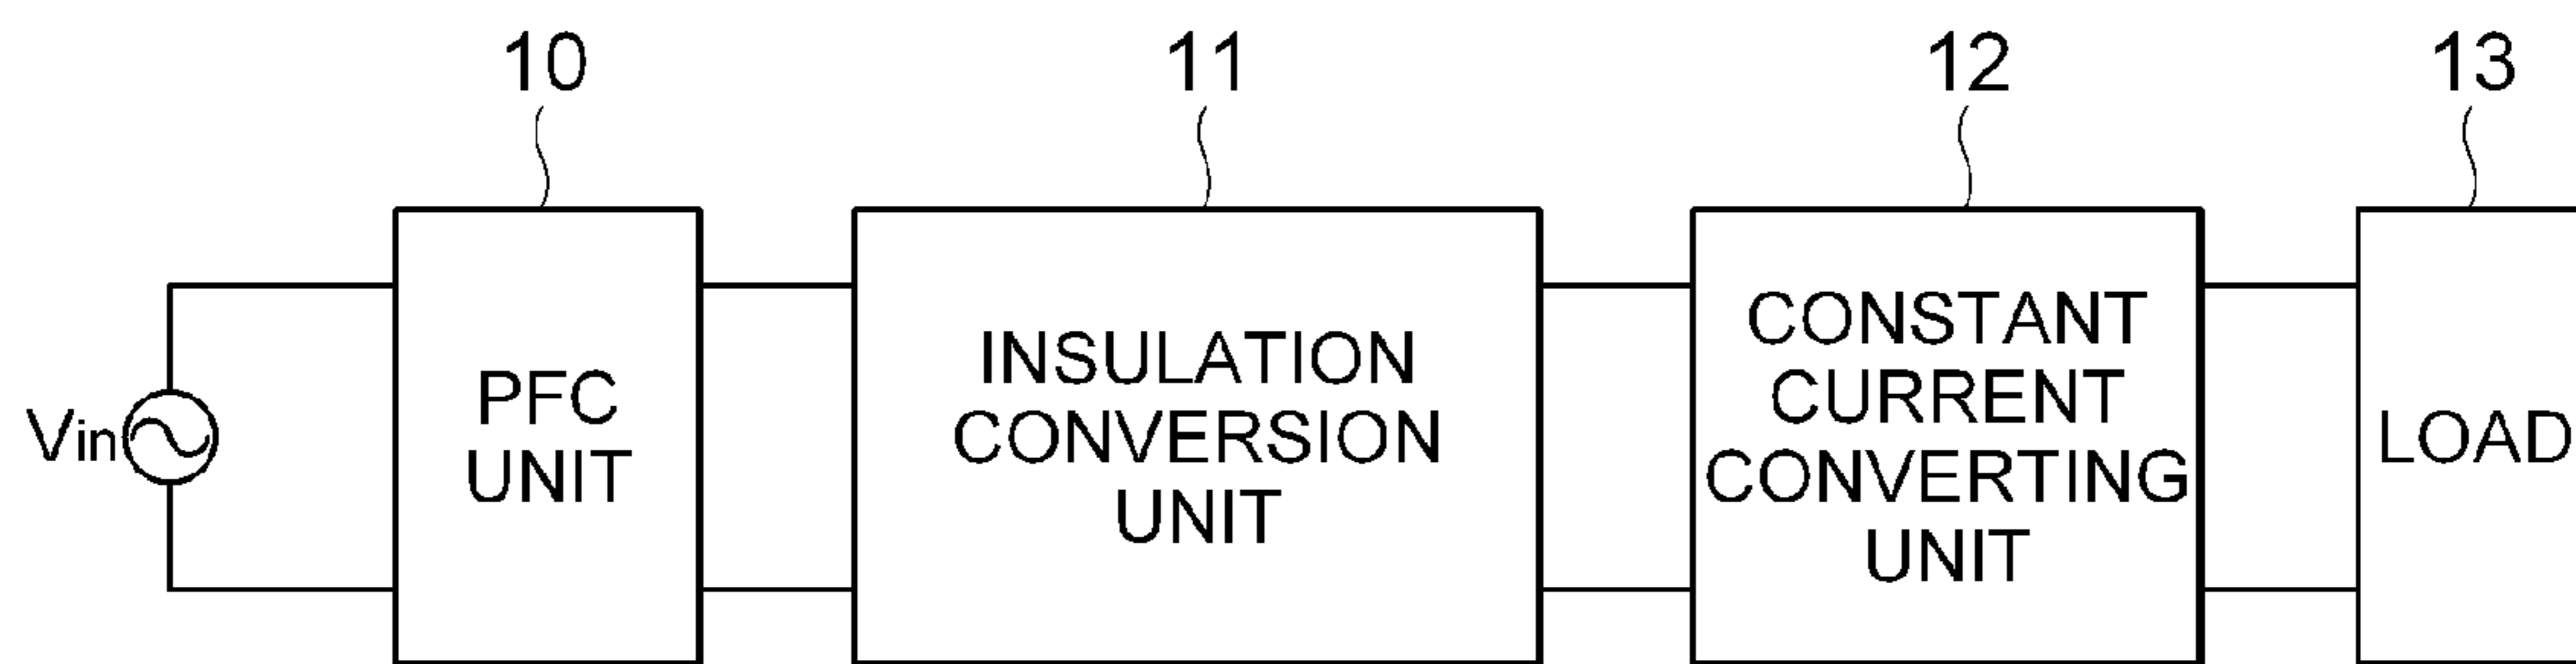 10
11
12
13
Vin
PFC
UNIT
INSULATION
CONVERSION
UNIT
CONSTANT
CURRENT
CONVERTING
UNIT
LOAD